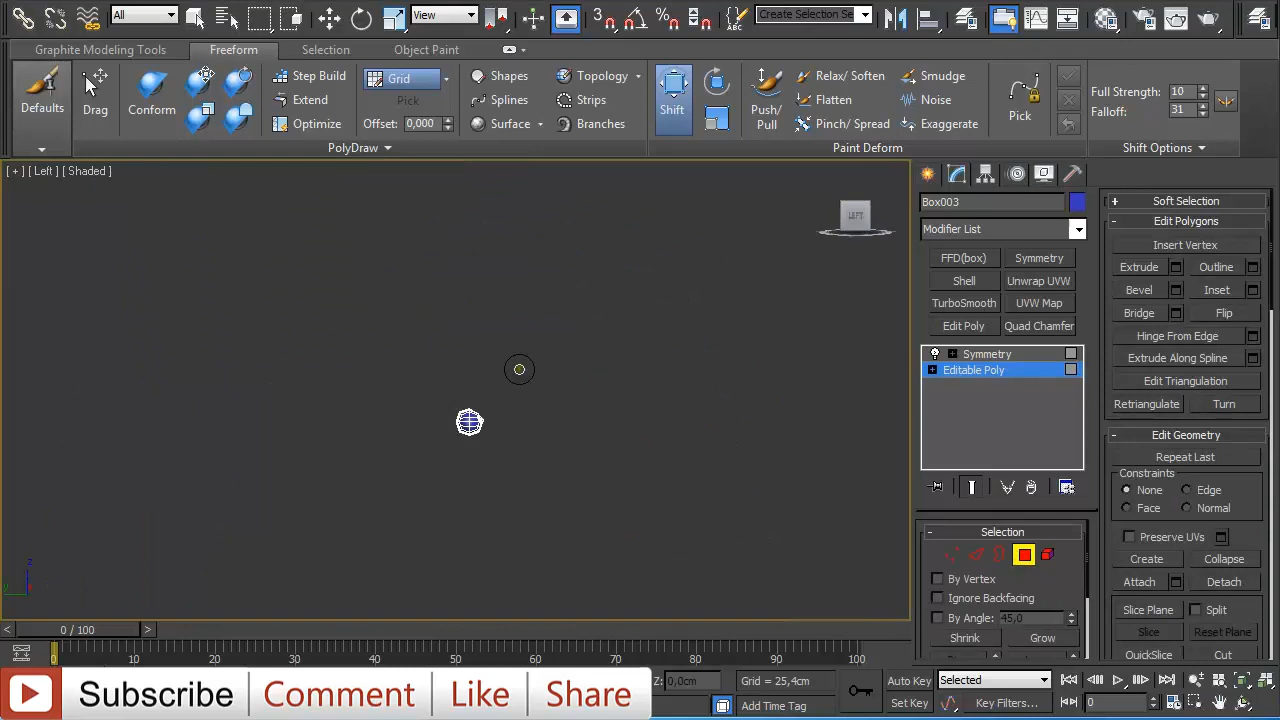 All
View
Create Selection Se
Graphite Modeling Tools
Freeform
Selection
Object Paint
Defaults
Drag
Conform
Step Build
Extend
Optimize
Grid
Pick
Offset: 0,000
Shapes
Splines
Surface
Topology
Strips
Branches
Shift
Push/
Pull
Relax/ Soften
Flatten
Pinch/ Spread
Smudge
Noise
Exaggerate
Pick
Full Strength: 10
Falloff: 31
PolyDraw
Paint Deform
Shift Options
[ + ] [ Left ] [ Shaded ]
LEFT
z
y
Box003
Modifier List
FFD(box)
Symmetry
Shell
Unwrap UVW
TurboSmooth
UVW Map
Edit Poly
Quad Chamfer
Symmetry
Editable Poly
Selection
By Vertex
Ignore Backfacing
By Angle: 45,0
Shrink
Grow
+ Soft Selection
- Edit Polygons
Insert Vertex
Extrude
Outline
Bevel
Inset
Bridge
Flip
Hinge From Edge
Extrude Along Spline
Edit Triangulation
Retriangulate
Turn
- Edit Geometry
Repeat Last
Constraints
None
Edge
Face
Normal
Preserve UVs
Create
Collapse
Attach
Detach
Slice Plane
Split
Slice
Reset Plane
QuickSlice
Cut
< 0 / 100 >
0 10 20 30 40 50 60 70 80 90 100
Subscribe
Comment
Like
Share
Z: 0,0cm
Grid = 25,4cm
Add Time Tag
Auto Key
Selected
Set Key
Key Filters...
0